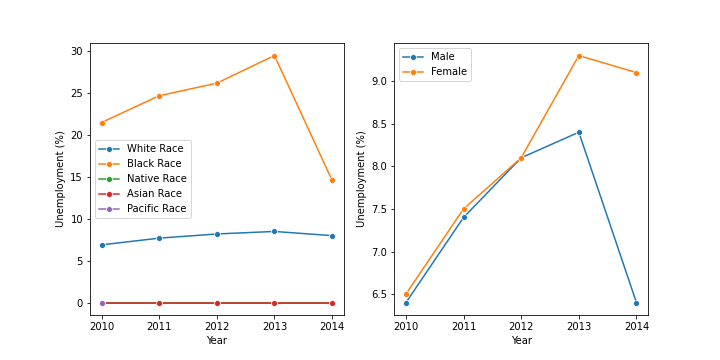 30
25
20
15
10
5
0
Unemployment (%)
White Race
Black Race
Native Race
Asian Race
Pacific Race
2010 2011 2012 2013 2014
Year
9.0
8.5
8.0
7.5
7.0
6.5
Unemployment (%)
Male
Female
2010 2011 2012 2013 2014
Year